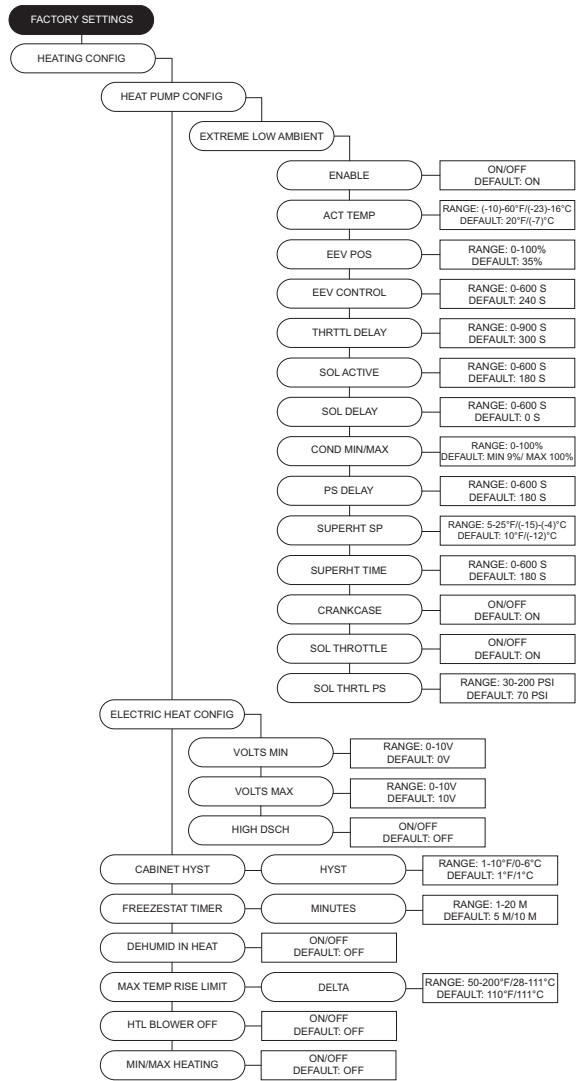 FACTORY SETTINGS
HEATING CONFIG
HEAT PUMP CONFIG
EXTREME LOW AMBIENT
ENABLE
ON/OFF
DEFAULT: ON
ACT TEMP
RANGE: (-10)-60°F/(-23)-16°C
DEFAULT: 20°F/(-7)°C
EEV POS
RANGE: 0-100%
DEFAULT: 35%
EEV CONTROL
RANGE: 0-600 S
DEFAULT: 240 S
THRTTL DELAY
RANGE: 0-900 S
DEFAULT: 300 S
SOL ACTIVE
RANGE: 0-600 S
DEFAULT: 180 S
SOL DELAY
RANGE: 0-600 S
DEFAULT: 0 S
COND MIN/MAX
RANGE: 0-100%
DEFAULT: MIN 9%/ MAX 100%
PS DELAY
RANGE: 0-600 S
DEFAULT: 180 S
SUPERHT SP
RANGE: 5-25°F/(-15)-(-4)°C
DEFAULT: 10°F/(-12)°C
SUPERHT TIME
RANGE: 0-600 S
DEFAULT: 180 S
CRANKCASE
ON/OFF
DEFAULT: ON
SOL THROTTLE
ON/OFF
DEFAULT: ON
SOL THRTL PS
RANGE: 30-200 PSI
DEFAULT: 70 PSI
ELECTRIC HEAT CONFIG
VOLTS MIN
RANGE: 0-10V
DEFAULT: 0V
VOLTS MAX
RANGE: 0-10V
DEFAULT: 10V
HIGH DSCH
ON/OFF
DEFAULT: OFF
CABINET HYST
HYST
RANGE: 1-10°F/0-6°C
DEFAULT: 1°F/1°C
FREEZESTAT TIMER
MINUTES
RANGE: 1-20 M
DEFAULT: 5 M/10 M
DEHUMID IN HEAT
ON/OFF
DEFAULT: OFF
MAX TEMP RISE LIMIT
DELTA
RANGE: 50-200°F/28-111°C
DEFAULT: 110°F/111°C
HTL BLOWER OFF
ON/OFF
DEFAULT: OFF
MIN/MAX HEATING
ON/OFF
DEFAULT: OFF